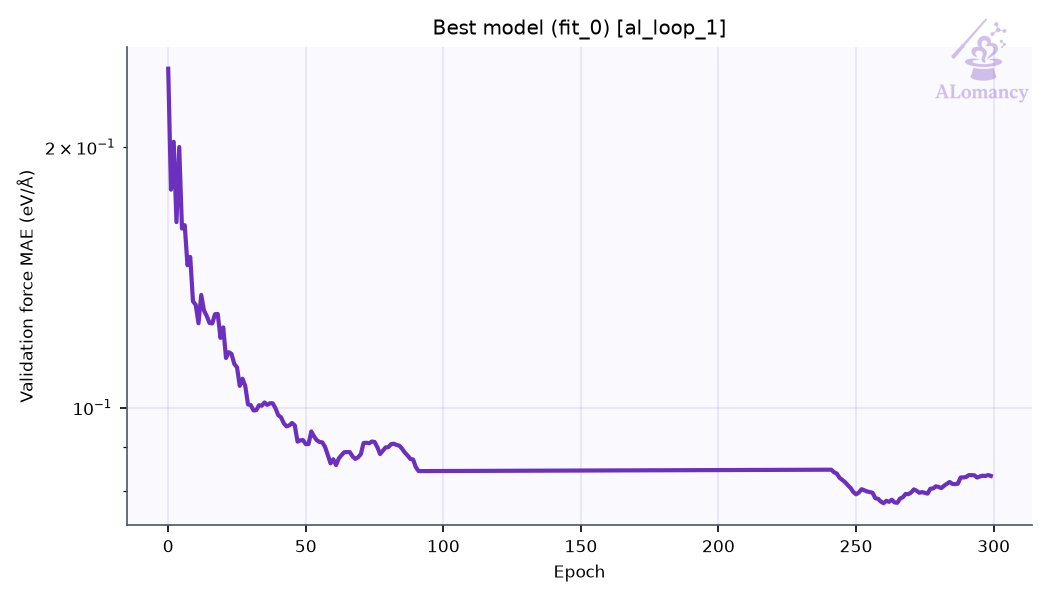 Best model (fit_0) [al_loop_1]
ALomancy
Validation force MAE (eV/Å)
2 × 10⁻¹
10⁻¹
0 50 100 150 200 250 300
Epoch